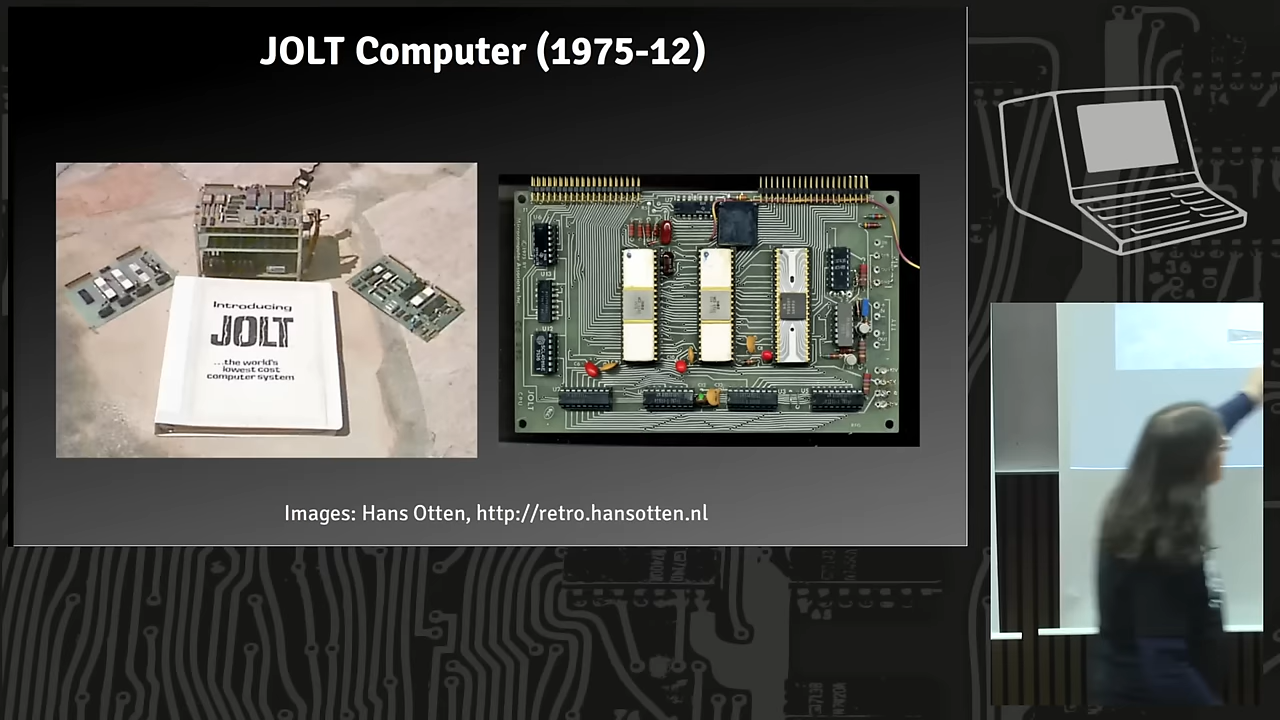 JOLT Computer (1975-12)
Introducing
JOLT
...the world's
lowest cost
computer system
JOLT
Images: Hans Otten, http://retro.hansotten.nl